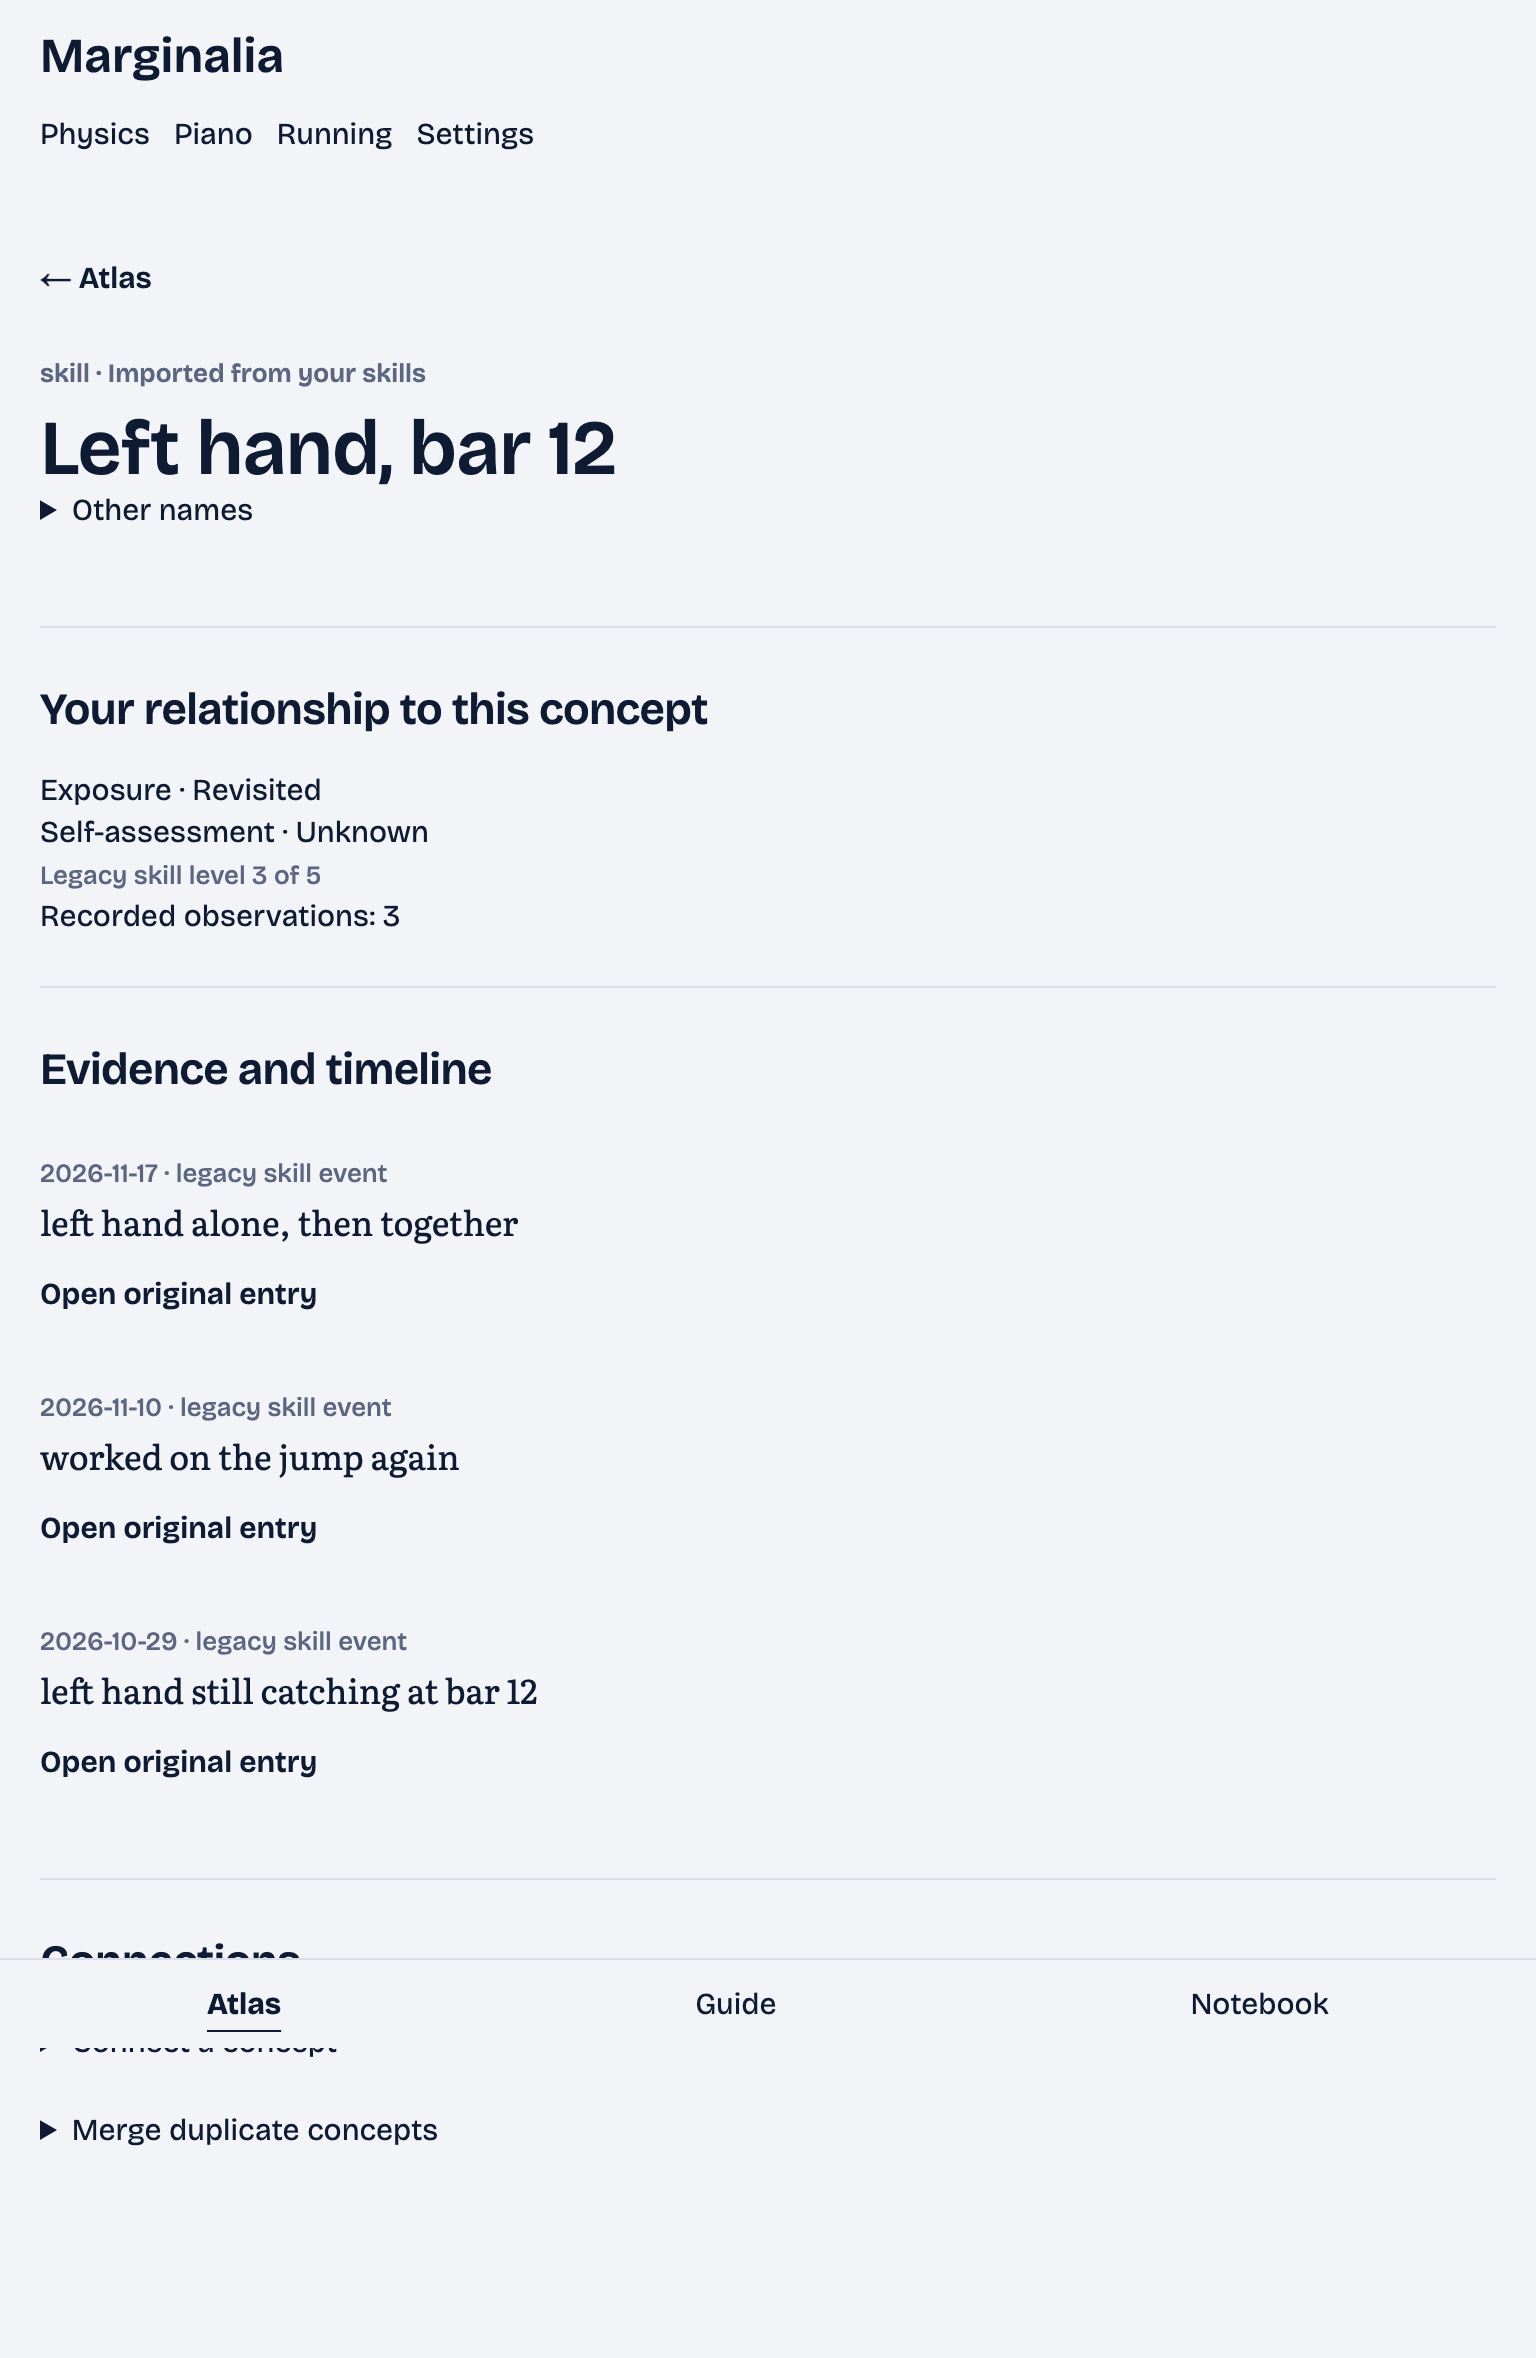 Marginalia
Physics Piano Running Settings
← Atlas
skill · Imported from your skills
Left hand, bar 12
Other names
Your relationship to this concept
Exposure · Revisited
Self-assessment · Unknown
Legacy skill level 3 of 5
Recorded observations: 3
Evidence and timeline
2026-11-17 · legacy skill event
left hand alone, then together
Open original entry
2026-11-10 · legacy skill event
worked on the jump again
Open original entry
2026-10-29 · legacy skill event
left hand still catching at bar 12
Open original entry
Connections
Atlas Guide Notebook
Connect a concept
Merge duplicate concepts